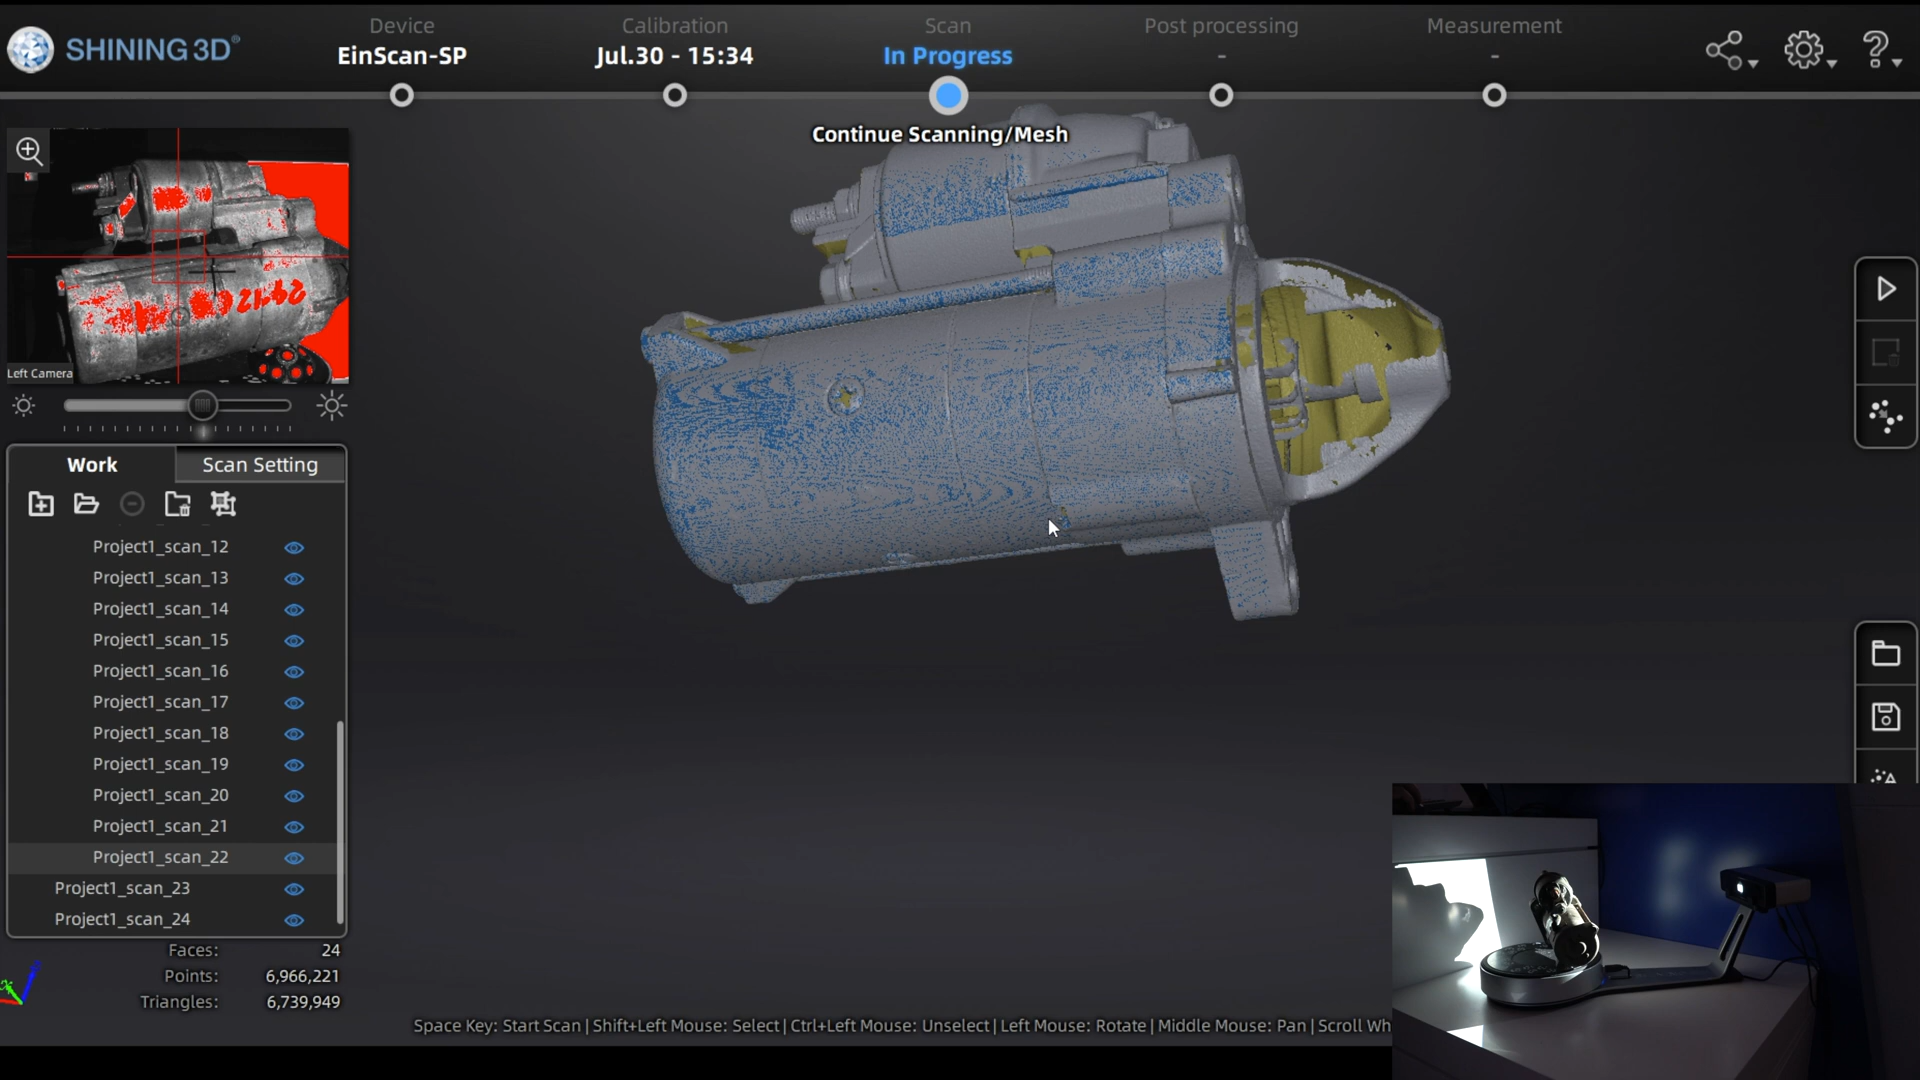 SHINING 3D®
Device
EinScan-SP
Calibration
Jul.30 - 15:34
Scan
In Progress
Post processing
-
Measurement
-
Continue Scanning/Mesh
Left Camera
Work
Scan Setting
Project1_scan_12
Project1_scan_13
Project1_scan_14
Project1_scan_15
Project1_scan_16
Project1_scan_17
Project1_scan_18
Project1_scan_19
Project1_scan_20
Project1_scan_21
Project1_scan_22
Project1_scan_23
Project1_scan_24
Faces: 24
Points: 6,966,221
Triangles: 6,739,949
Space Key: Start Scan | Shift+Left Mouse: Select | Ctrl+Left Mouse: Unselect | Left Mouse: Rotate | Middle Mouse: Pan | Scroll Wh